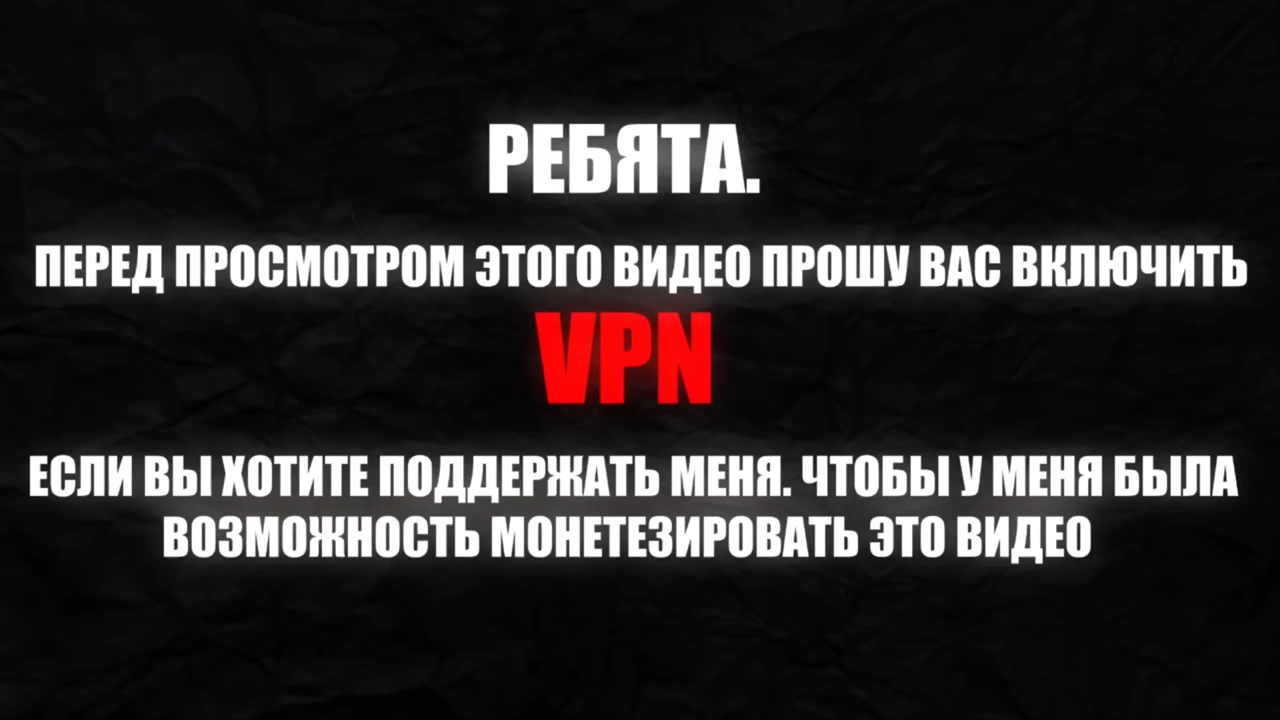 РЕБЯТА.
ПЕРЕД ПРОСМОТРОМ ЭТОГО ВИДЕО ПРОШУ ВАС ВКЛЮЧИТЬ
VPN
ЕСЛИ ВЫ ХОТИТЕ ПОДДЕРЖАТЬ МЕНЯ. ЧТОБЫ У МЕНЯ БЫЛА
ВОЗМОЖНОСТЬ МОНЕТЕЗИРОВАТЬ ЭТО ВИДЕО